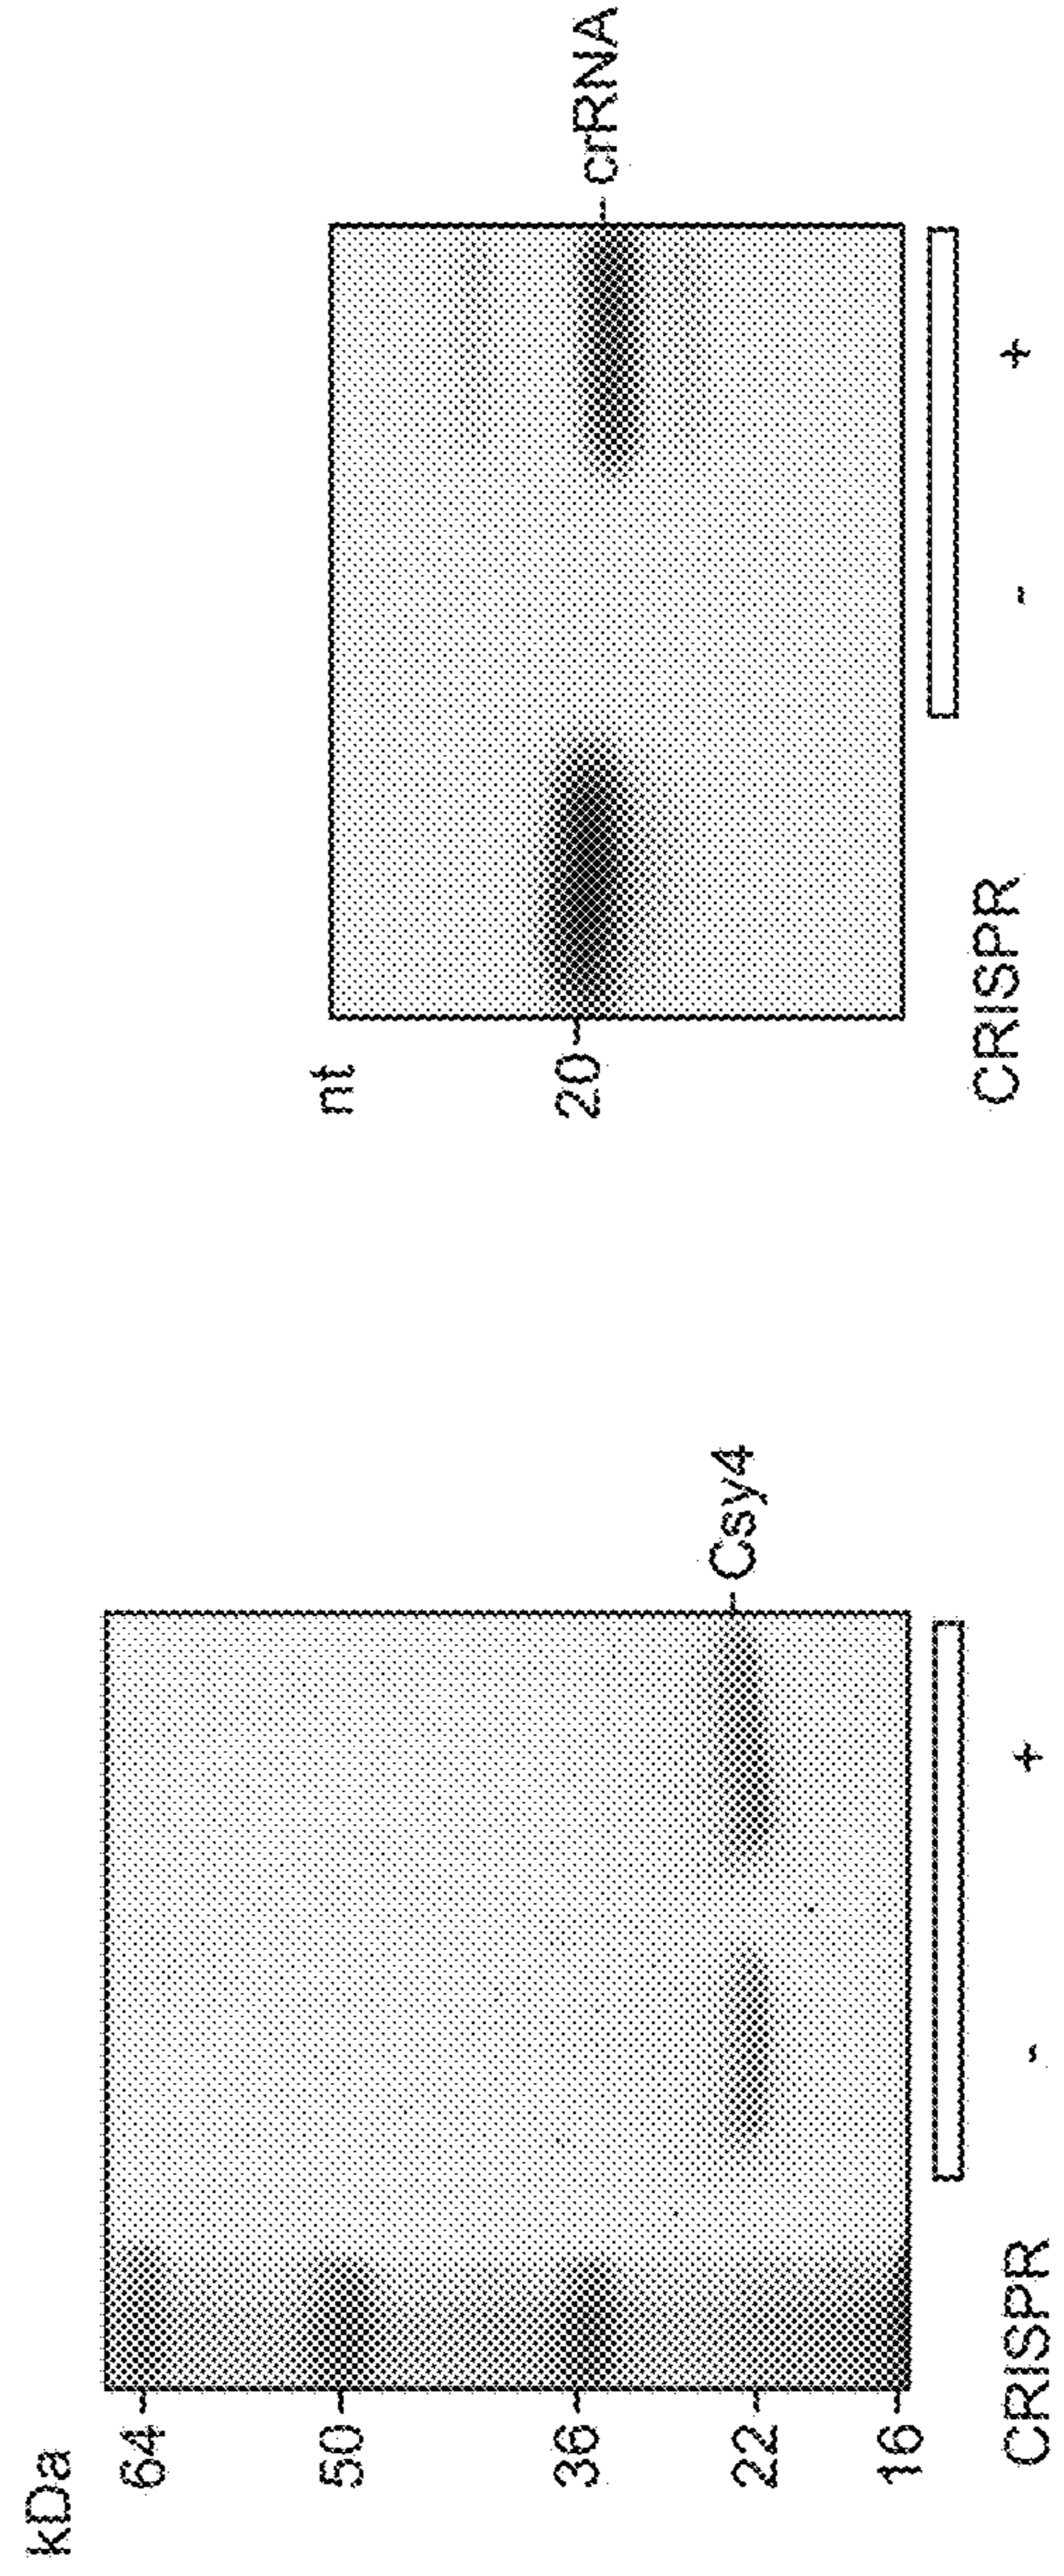 kDa
64
50
36
22
16
Csy4
CRISPR - +
nt
20
crRNA
CRISPR - +